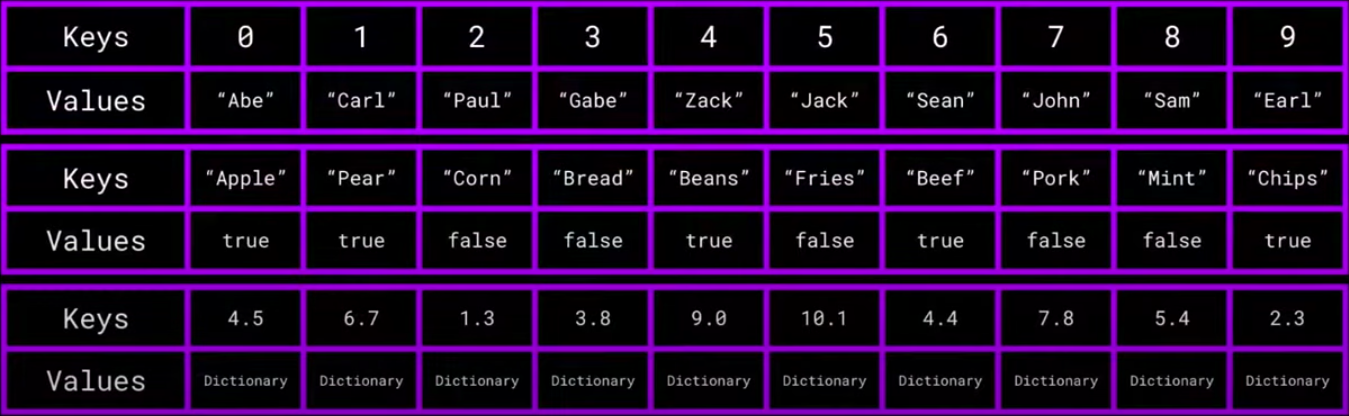 Keys 0 1 2 3 4 5 6 7 8 9
Values “Abe” “Carl” “Paul” “Gabe” “Zack” “Jack” “Sean” “John” “Sam” “Earl”
Keys “Apple” “Pear” “Corn” “Bread” “Beans” “Fries” “Beef” “Pork” “Mint” “Chips”
Values true true false false true false true false false true
Keys 4.5 6.7 1.3 3.8 9.0 10.1 4.4 7.8 5.4 2.3
Values Dictionary Dictionary Dictionary Dictionary Dictionary Dictionary Dictionary Dictionary Dictionary Dictionary